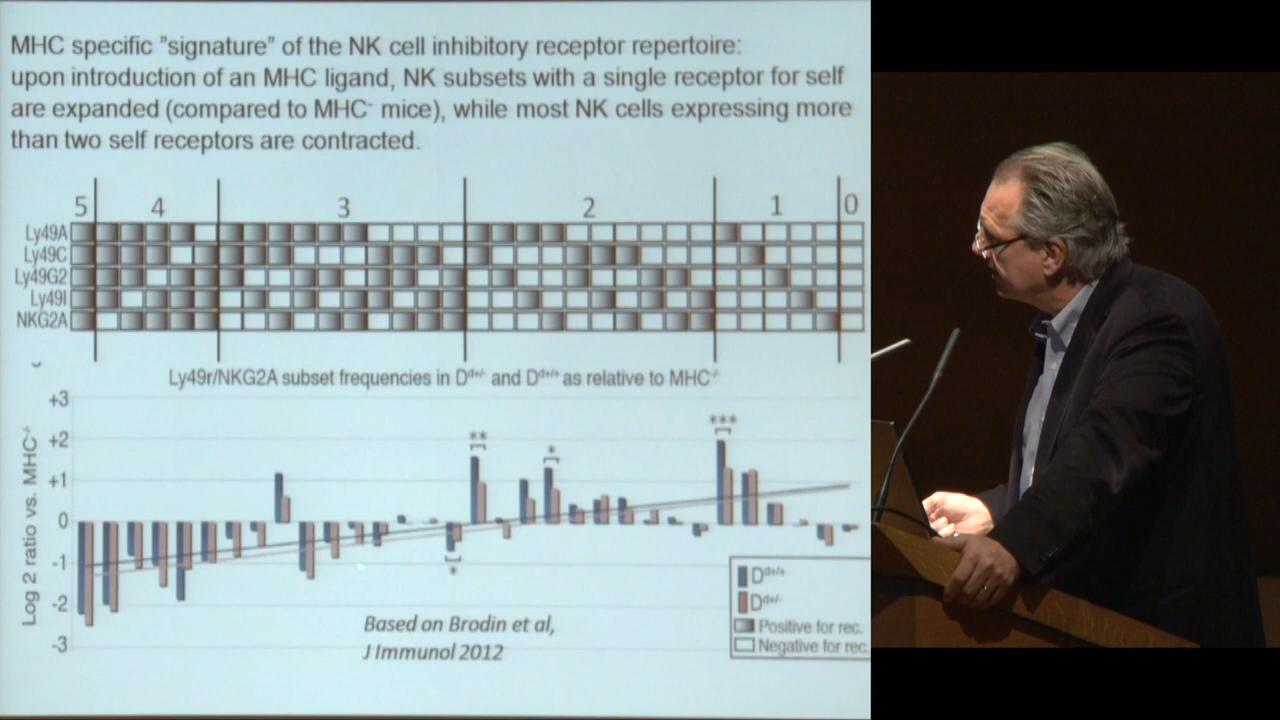 MHC specific ”signature” of the NK cell inhibitory receptor repertoire:
upon introduction of an MHC ligand, NK subsets with a single receptor for self
are expanded (compared to MHC⁻ mice), while most NK cells expressing more
than two self receptors are contracted.
5 4 3 2 1 0
Ly49A
Ly49C
Ly49G2
Ly49I
NKG2A
Ly49r/NKG2A subset frequencies in Dᵈ⁺/⁻ and Dᵈ⁺/⁺ as relative to MHC⁻/⁻
Log 2 ratio vs. MHC⁻/⁻
+3
+2
+1
0
-1
-2
-3
** * *** *
Dᵈ⁺/⁺
Dᵈ⁺/⁻
Positive for rec.
Negative for rec.
Based on Brodin et al,
J Immunol 2012